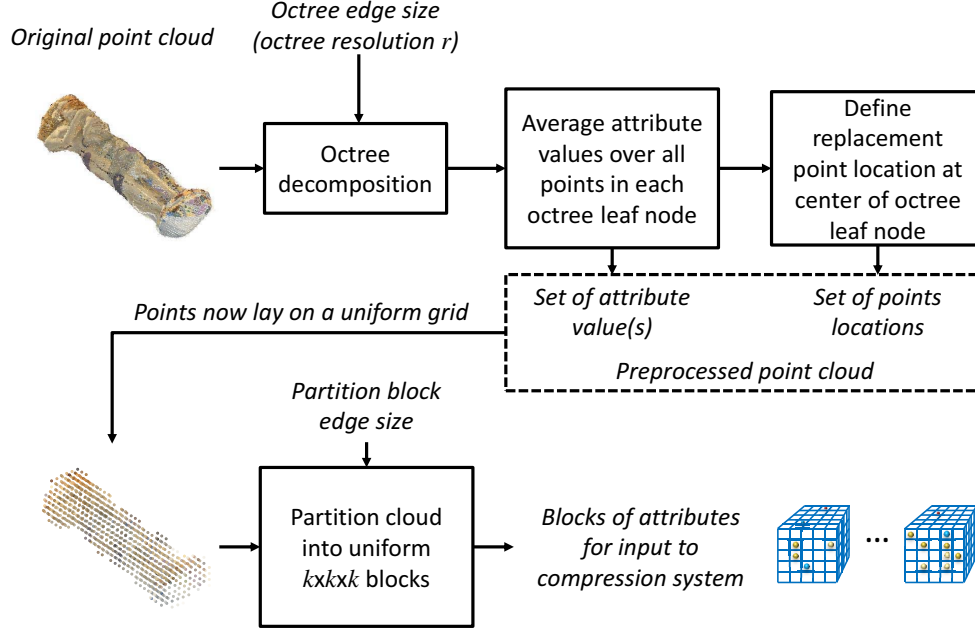 Original point cloud
Octree edge size
(octree resolution r)
Octree
decomposition
Average attribute
values over all
points in each
octree leaf node
Define
replacement
point location at
center of octree
leaf node
Set of attribute
value(s)
Set of points
locations
Preprocessed point cloud
Points now lay on a uniform grid
Partition block
edge size
Partition cloud
into uniform
kxkxk blocks
Blocks of attributes
for input to
compression system
...